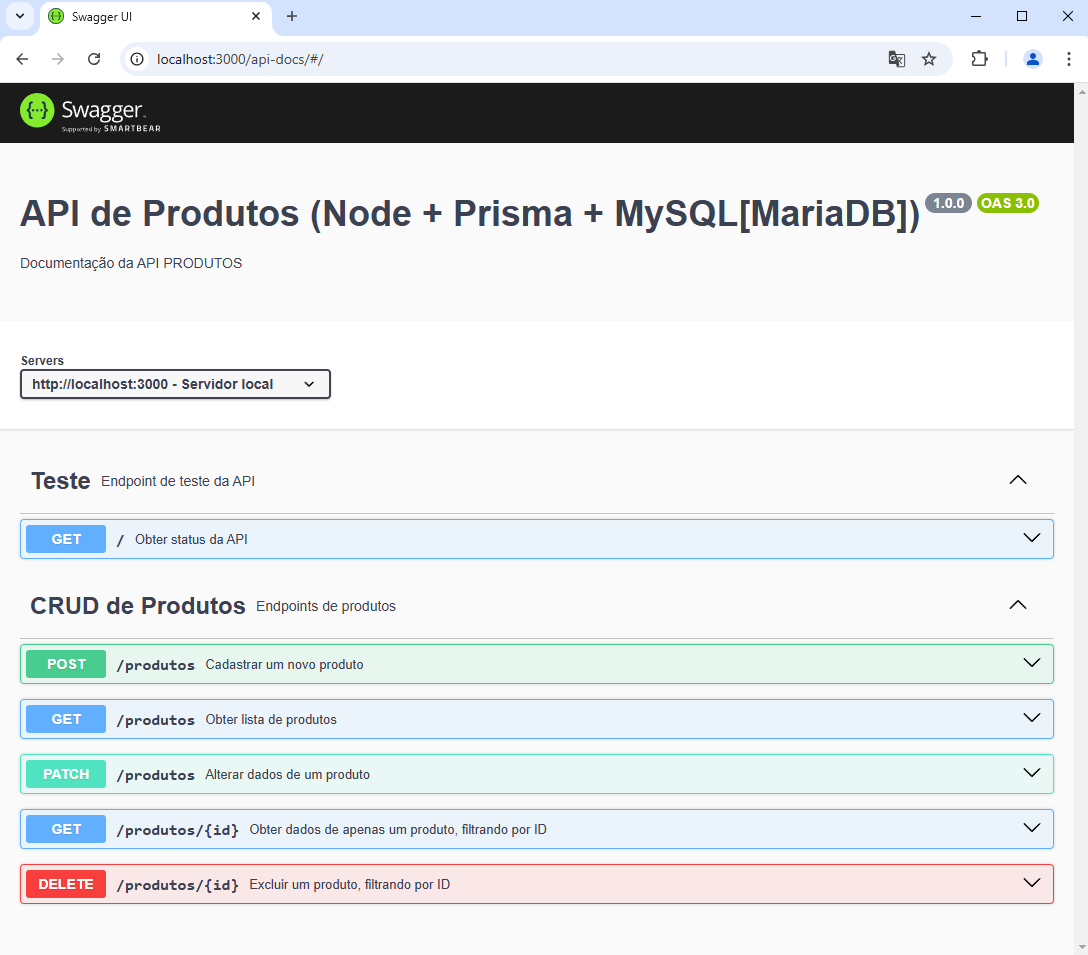 Swagger UI
localhost:3000/api-docs/#/
Swagger
Supported by SMARTBEAR
API de Produtos (Node + Prisma + MySQL[MariaDB]) 1.0.0 OAS 3.0
Documentação da API PRODUTOS
Servers
http://localhost:3000 - Servidor local
Teste Endpoint de teste da API
GET / Obter status da API
CRUD de Produtos Endpoints de produtos
POST /produtos Cadastrar um novo produto
GET /produtos Obter lista de produtos
PATCH /produtos Alterar dados de um produto
GET /produtos/{id} Obter dados de apenas um produto, filtrando por ID
DELETE /produtos/{id} Excluir um produto, filtrando por ID